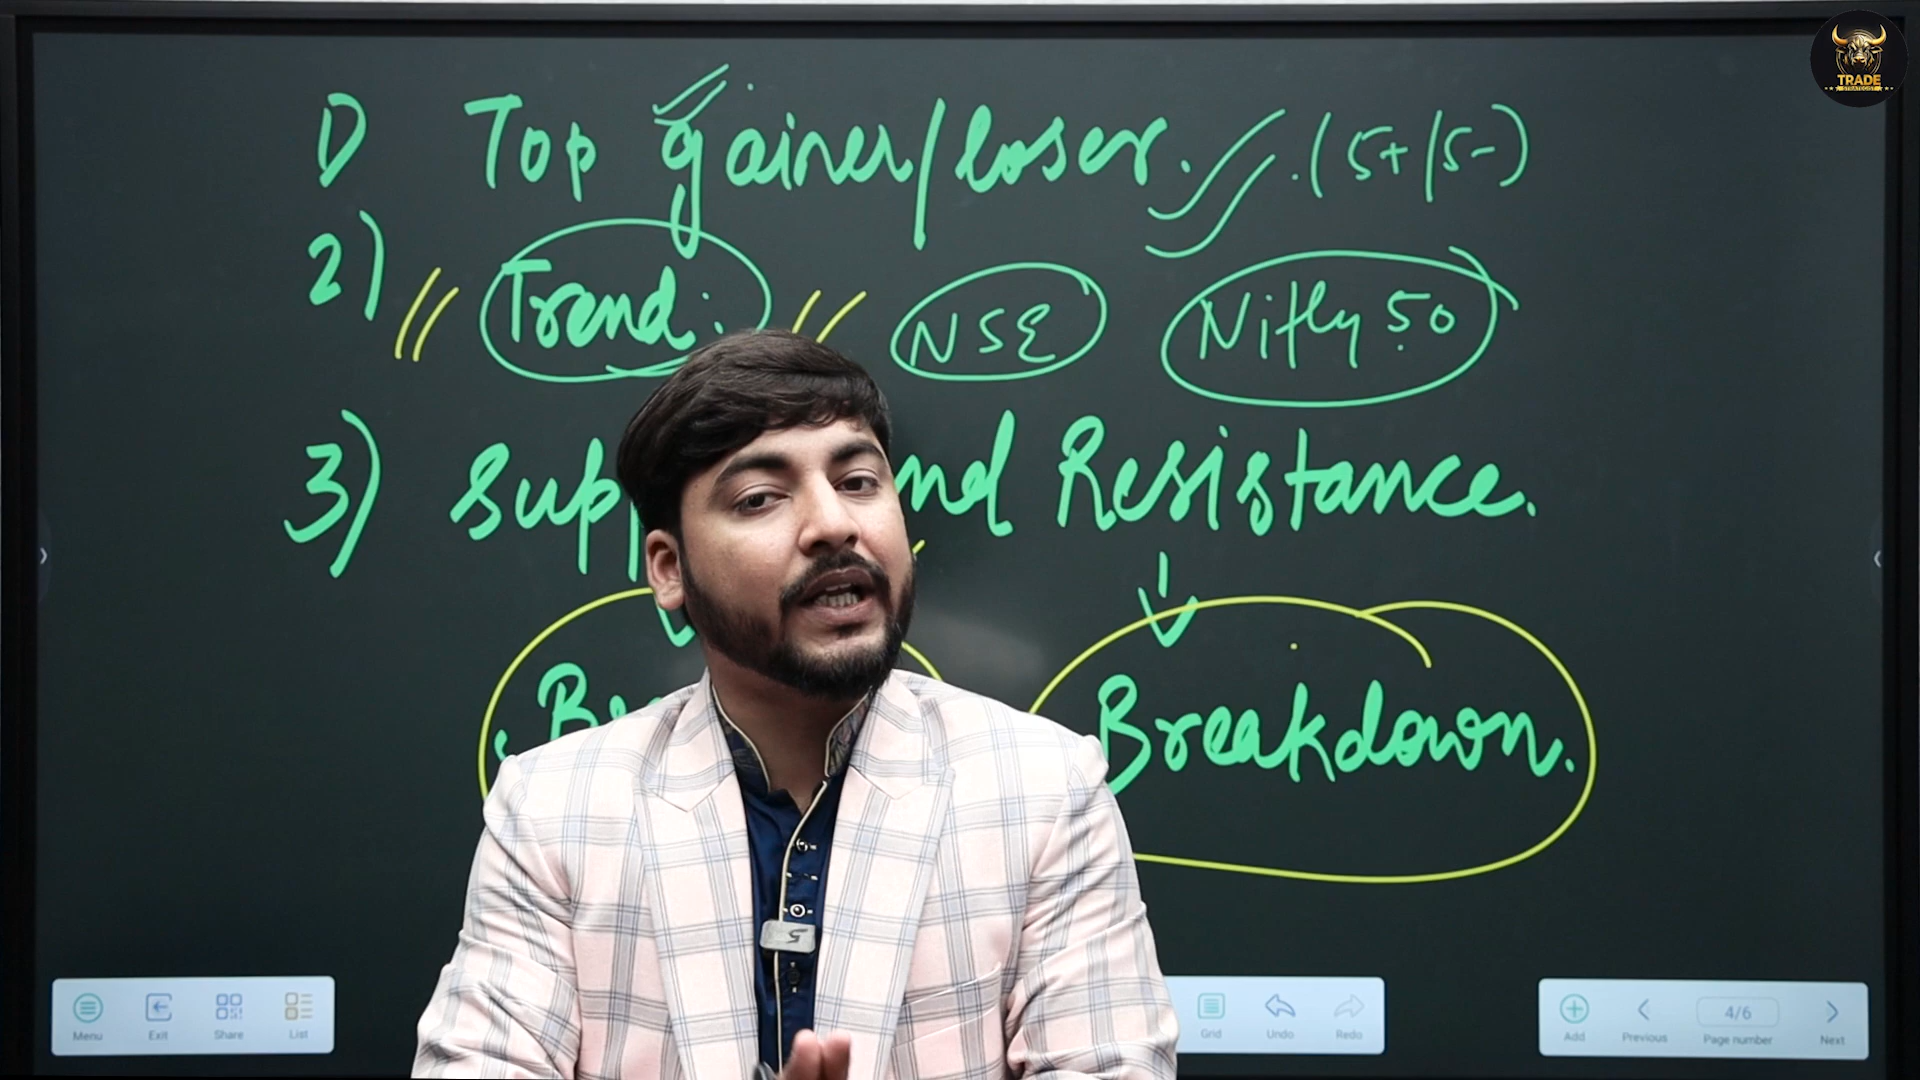 TRADE
STRATEGIST
1) Top gainer/loser. (5+/5-)
2) Trend: NSE Nifty 50
3) and Resistance.
Breakdown.
Menu Exit Share List Grid Undo Redo Add Previous 4/6 Page number Next